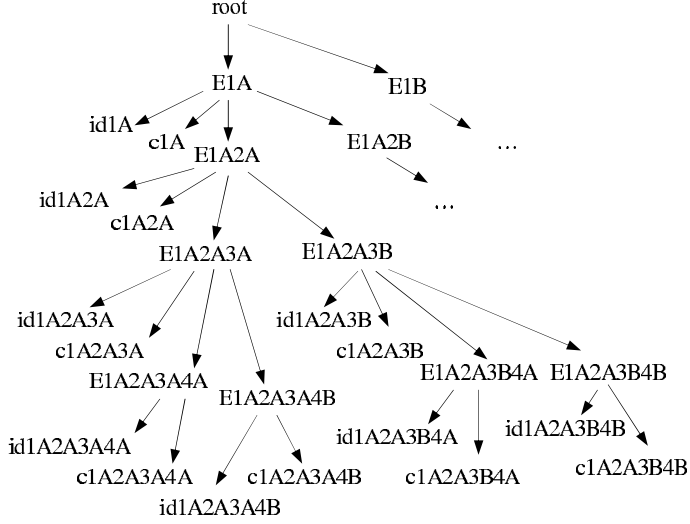 root
E1A
E1B
id1A
c1A
E1A2A
E1A2B
...
id1A2A
c1A2A
...
E1A2A3A
E1A2A3B
id1A2A3A
c1A2A3A
id1A2A3B
c1A2A3B
E1A2A3A4A
E1A2A3A4B
E1A2A3B4A
E1A2A3B4B
id1A2A3A4A
c1A2A3A4A
id1A2A3A4B
c1A2A3A4B
id1A2A3B4A
c1A2A3B4A
id1A2A3B4B
c1A2A3B4B